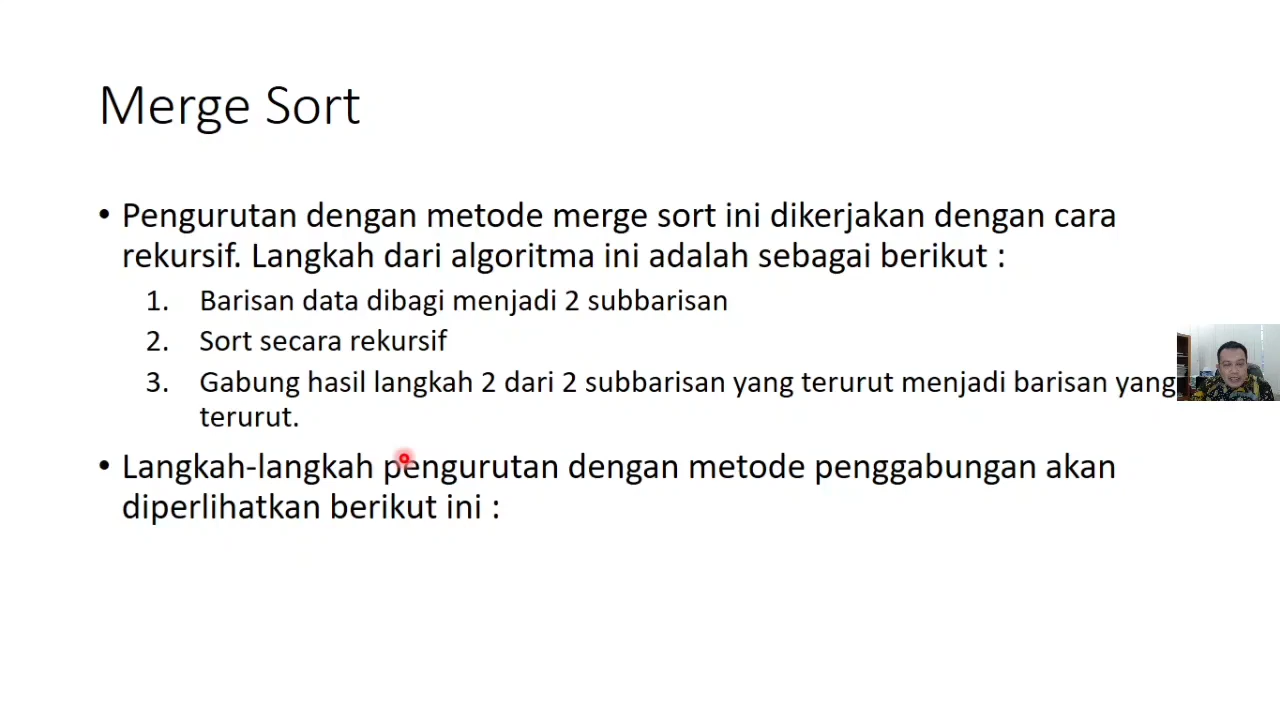 Merge Sort
• Pengurutan dengan metode merge sort ini dikerjakan dengan cara
rekursif. Langkah dari algoritma ini adalah sebagai berikut :
1. Barisan data dibagi menjadi 2 subbarisan
2. Sort secara rekursif
3. Gabung hasil langkah 2 dari 2 subbarisan yang terurut menjadi barisan yang
terurut.
• Langkah-langkah pengurutan dengan metode penggabungan akan
diperlihatkan berikut ini :